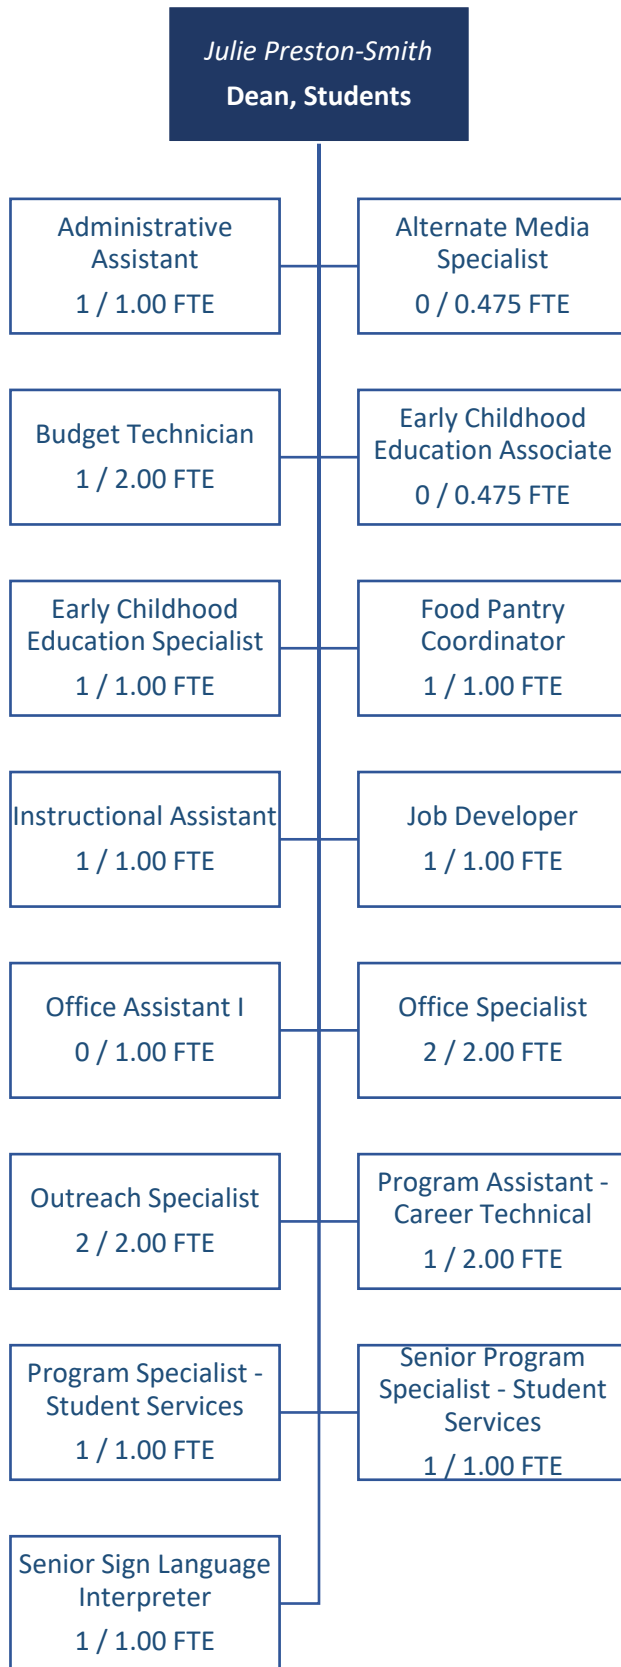 Julie Preston-Smith
Dean, Students
Administrative
Assistant
1 / 1.00 FTE
Alternate Media
Specialist
0 / 0.475 FTE
Budget Technician
1 / 2.00 FTE
Early Childhood
Education Associate
0 / 0.475 FTE
Early Childhood
Education Specialist
1 / 1.00 FTE
Food Pantry
Coordinator
1 / 1.00 FTE
Instructional Assistant
1 / 1.00 FTE
Job Developer
1 / 1.00 FTE
Office Assistant I
0 / 1.00 FTE
Office Specialist
2 / 2.00 FTE
Outreach Specialist
2 / 2.00 FTE
Program Assistant -
Career Technical
1 / 2.00 FTE
Program Specialist -
Student Services
1 / 1.00 FTE
Senior Program
Specialist - Student
Services
1 / 1.00 FTE
Senior Sign Language
Interpreter
1 / 1.00 FTE